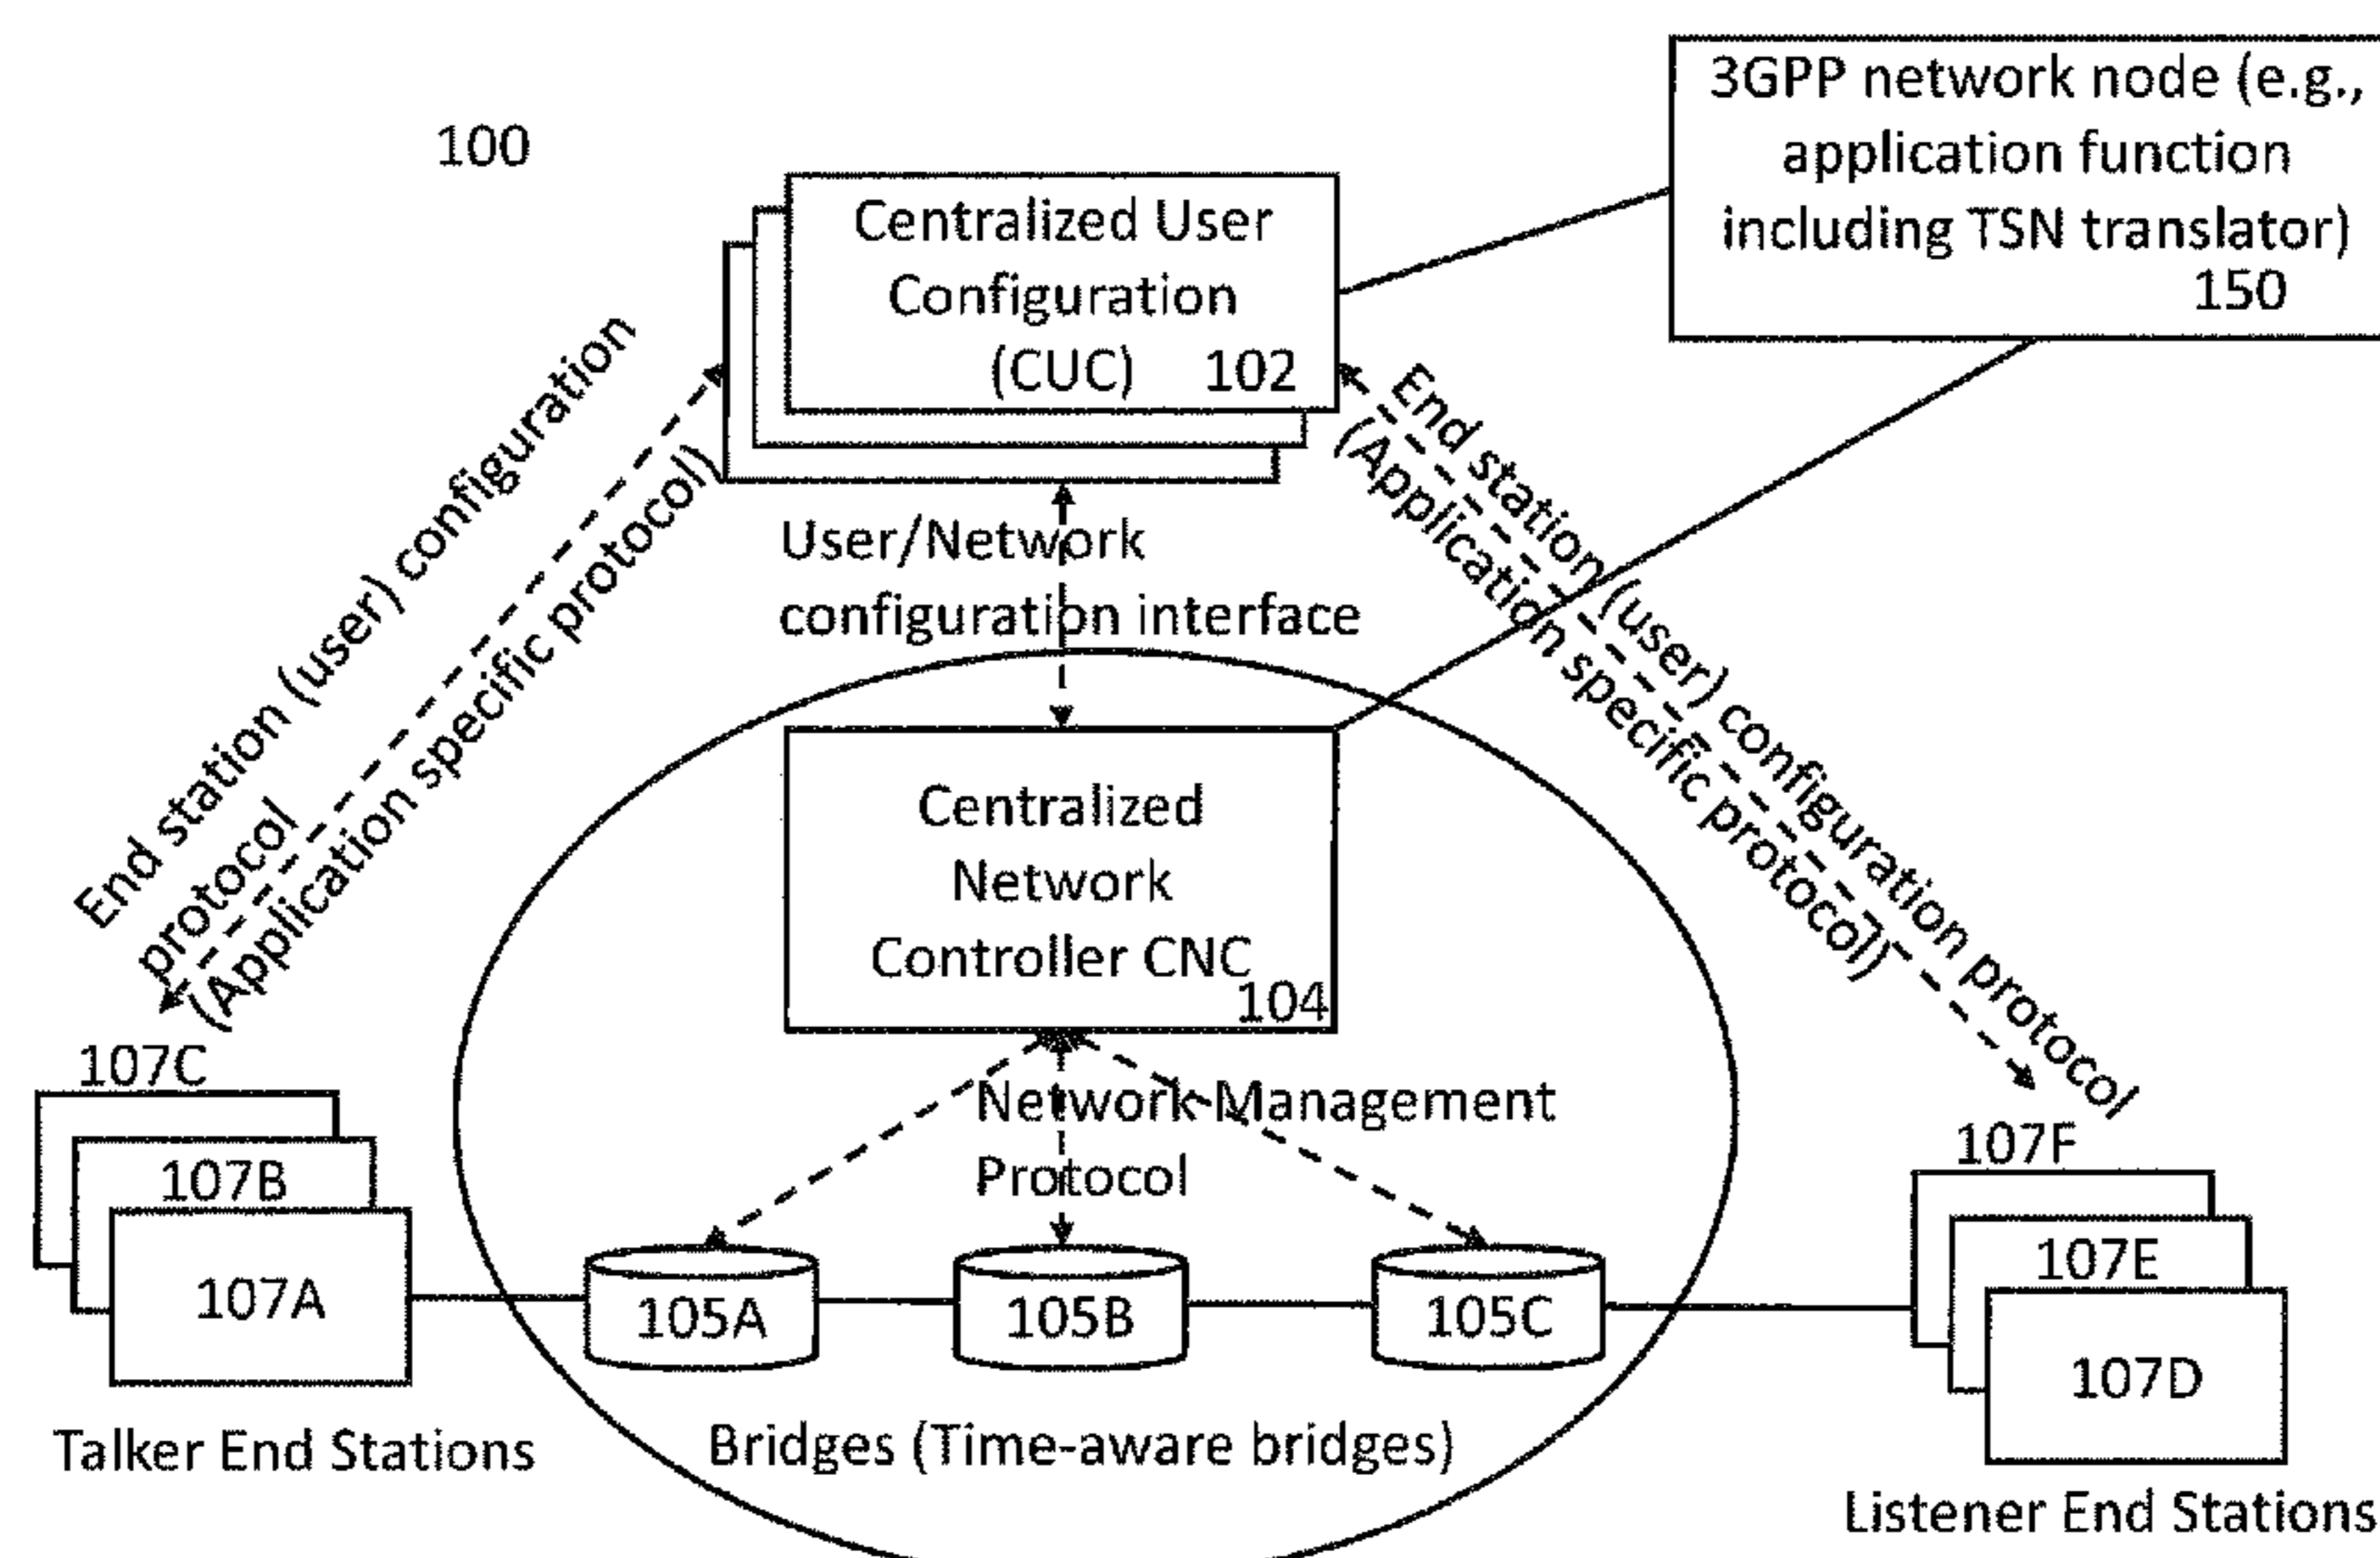 100
3GPP network node (e.g.,
application function
including TSN translator)
150
Centralized User
Configuration
(CUC) 102
End station (user) configuration
protocol
(Application specific protocol)
End station (user) configuration protocol
(Application specific protocol)
User/Network
configuration interface
Centralized
Network
Controller CNC
104
Network Management
Protocol
107C
107B
107A
105A
105B
105C
107F
107E
107D
Talker End Stations
Bridges (Time-aware bridges)
Listener End Stations